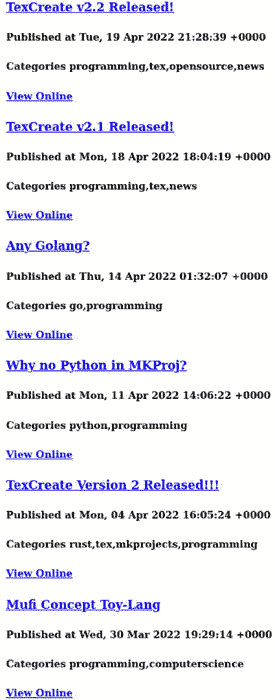 TexCreate v2.2 Released!
Published at Tue, 19 Apr 2022 21:28:39 +0000
Categories programming,tex,opensource,news
View Online
TexCreate v2.1 Released!
Published at Mon, 18 Apr 2022 18:04:19 +0000
Categories programming,tex,news
View Online
Any Golang?
Published at Thu, 14 Apr 2022 01:32:07 +0000
Categories go,programming
View Online
Why no Python in MKProj?
Published at Mon, 11 Apr 2022 14:06:22 +0000
Categories python,programming
View Online
TexCreate Version 2 Released!!!
Published at Mon, 04 Apr 2022 16:05:24 +0000
Categories rust,tex,mkprojects,programming
View Online
Mufi Concept Toy-Lang
Published at Wed, 30 Mar 2022 19:29:14 +0000
Categories programming,computerscience
View Online